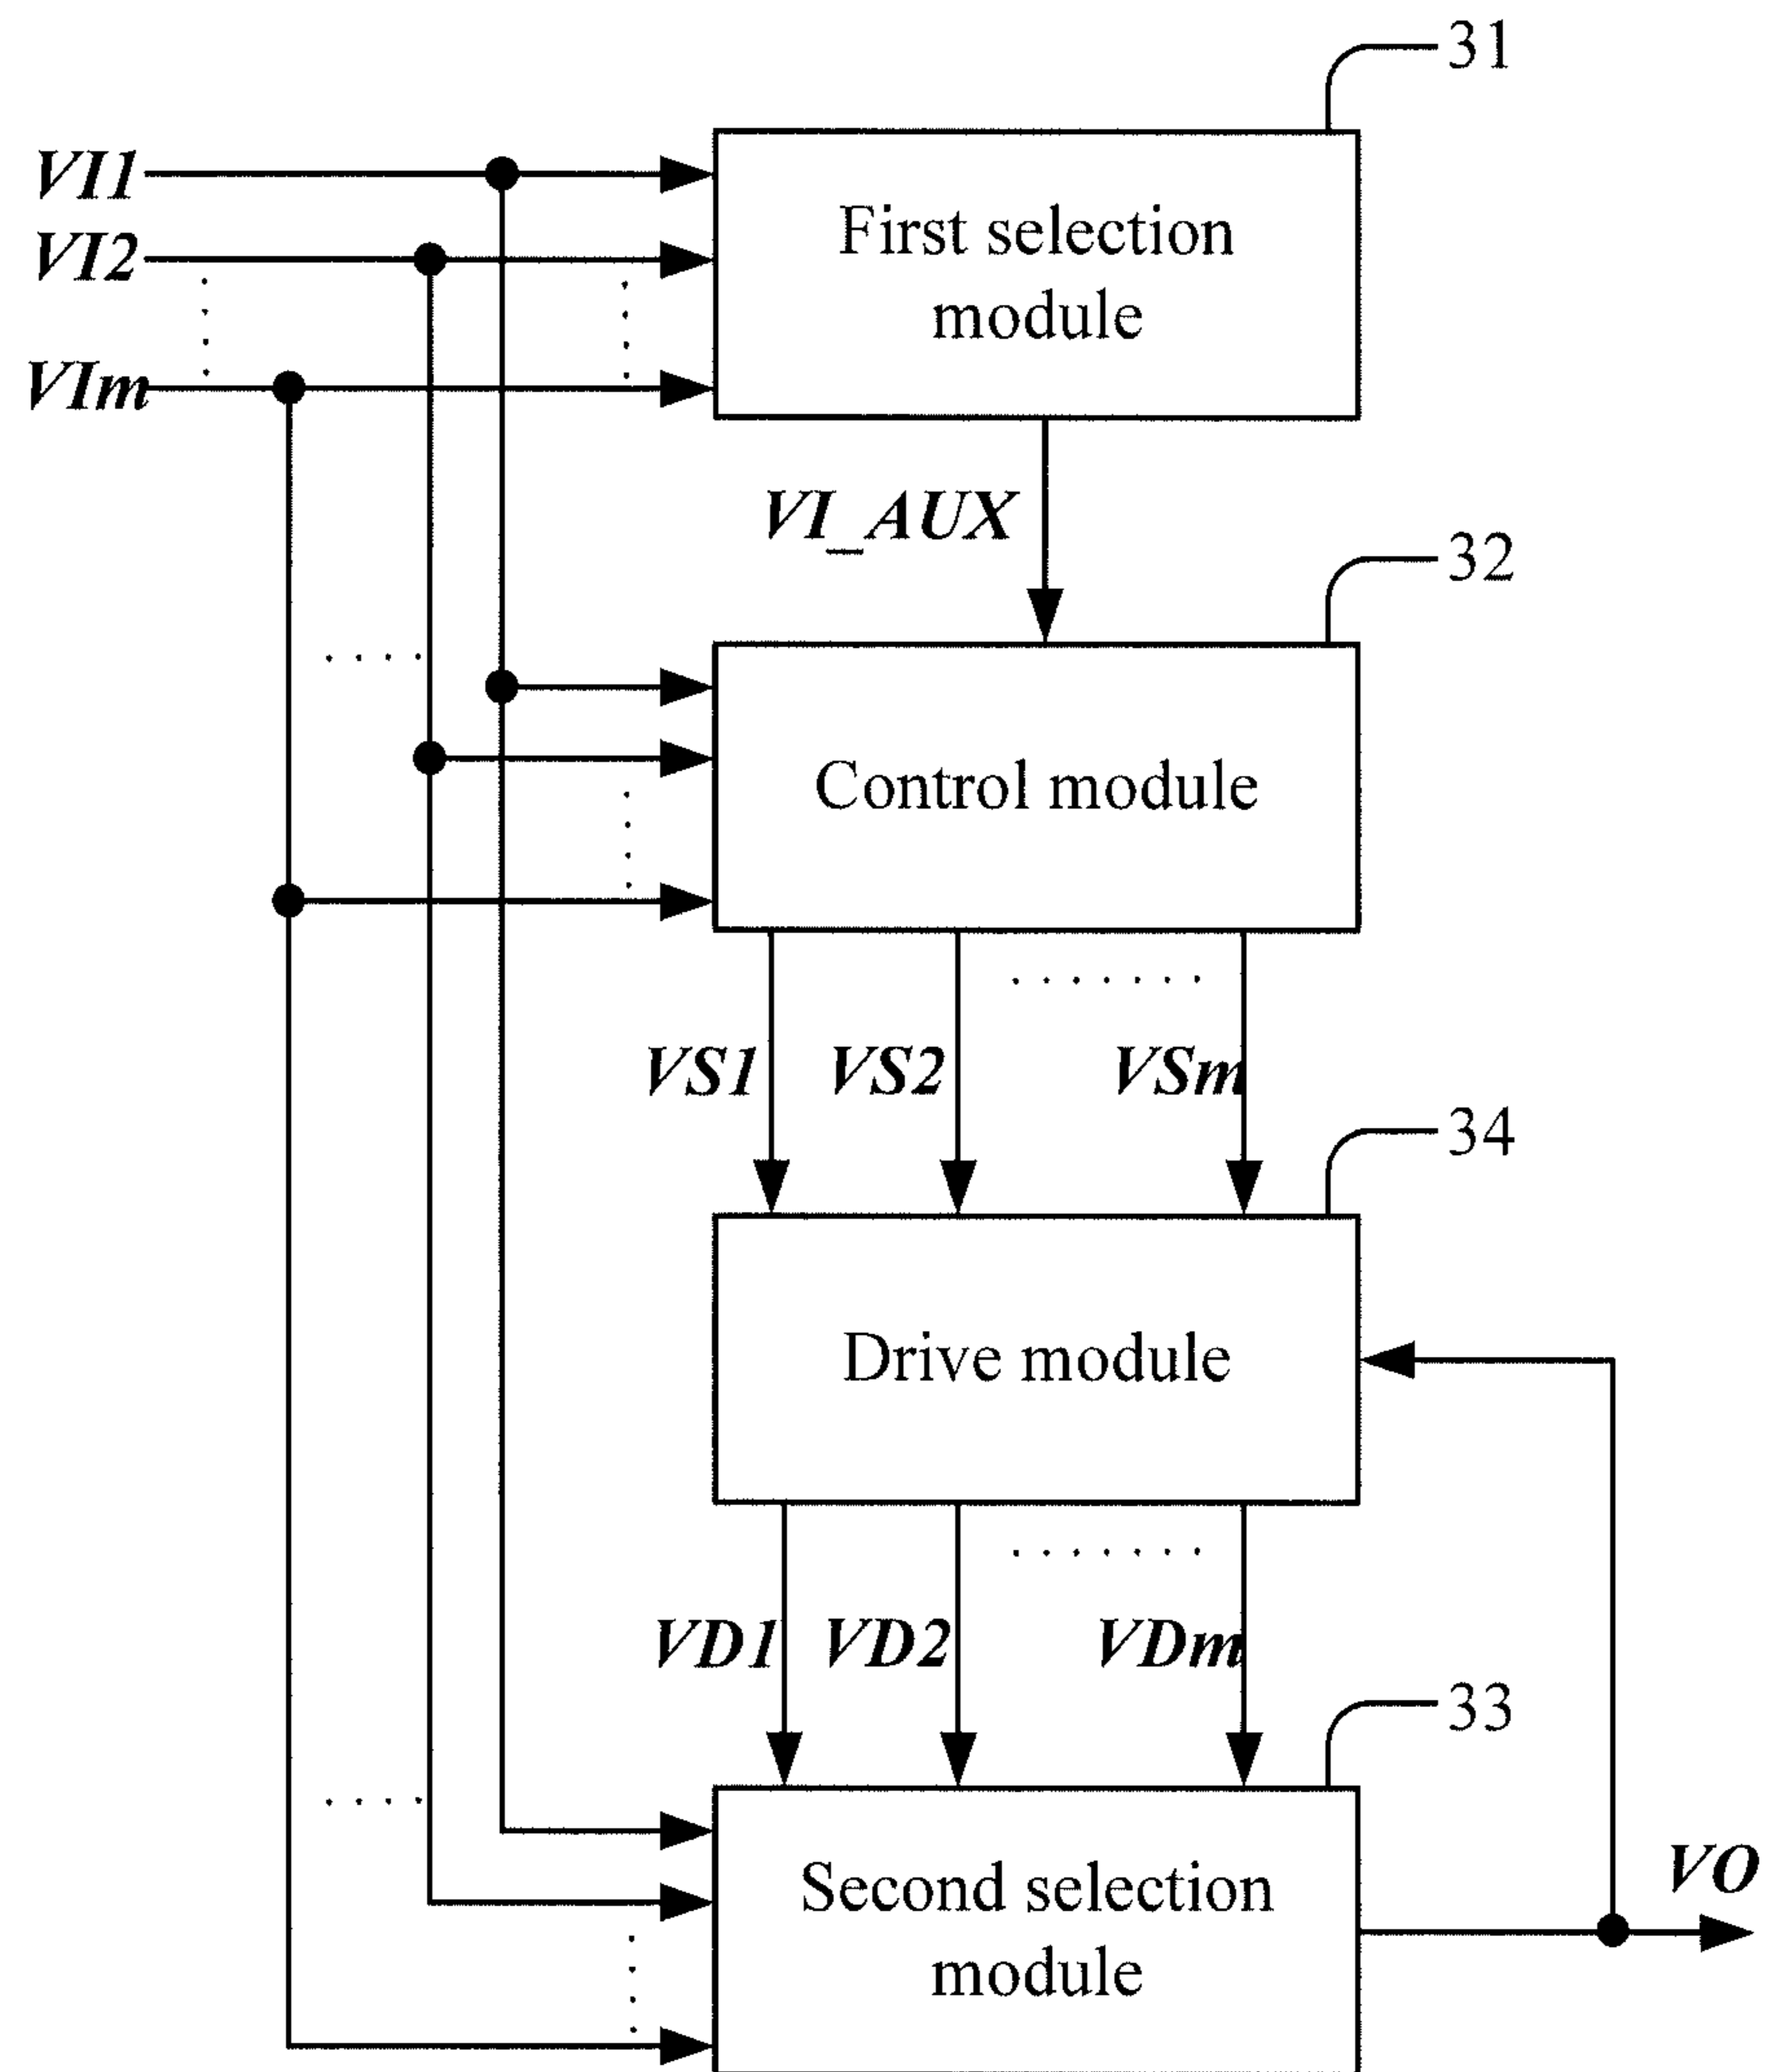 31
VI1
VI2
VIm
First selection
module
VI_AUX
32
Control module
VS1
VS2
VSm
34
Drive module
VD1
VD2
VDm
33
Second selection
module
VO